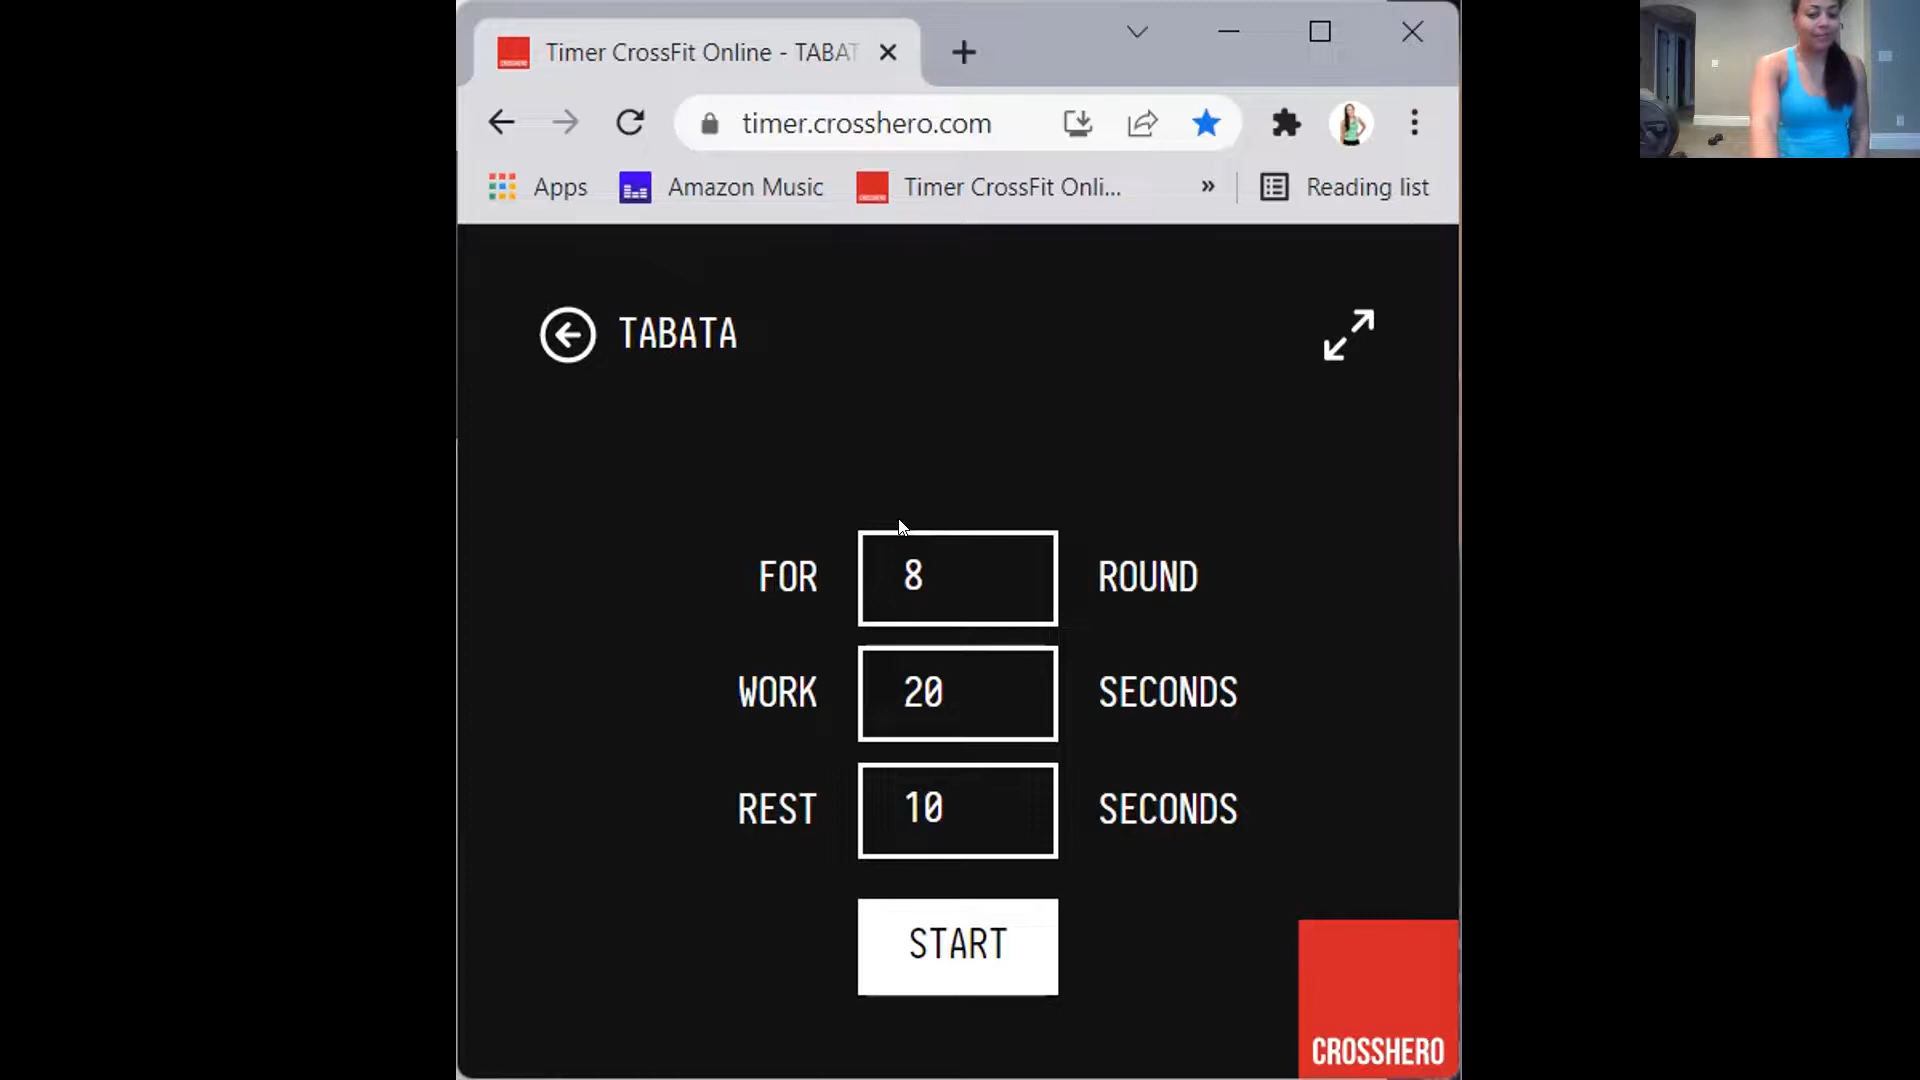 Timer CrossFit Online - TABAT
timer.crosshero.com
Apps
Amazon Music
Timer CrossFit Onli...
»
Reading list
TABATA
FOR 8 ROUND
WORK 20 SECONDS
REST 10 SECONDS
START
CROSSHERO